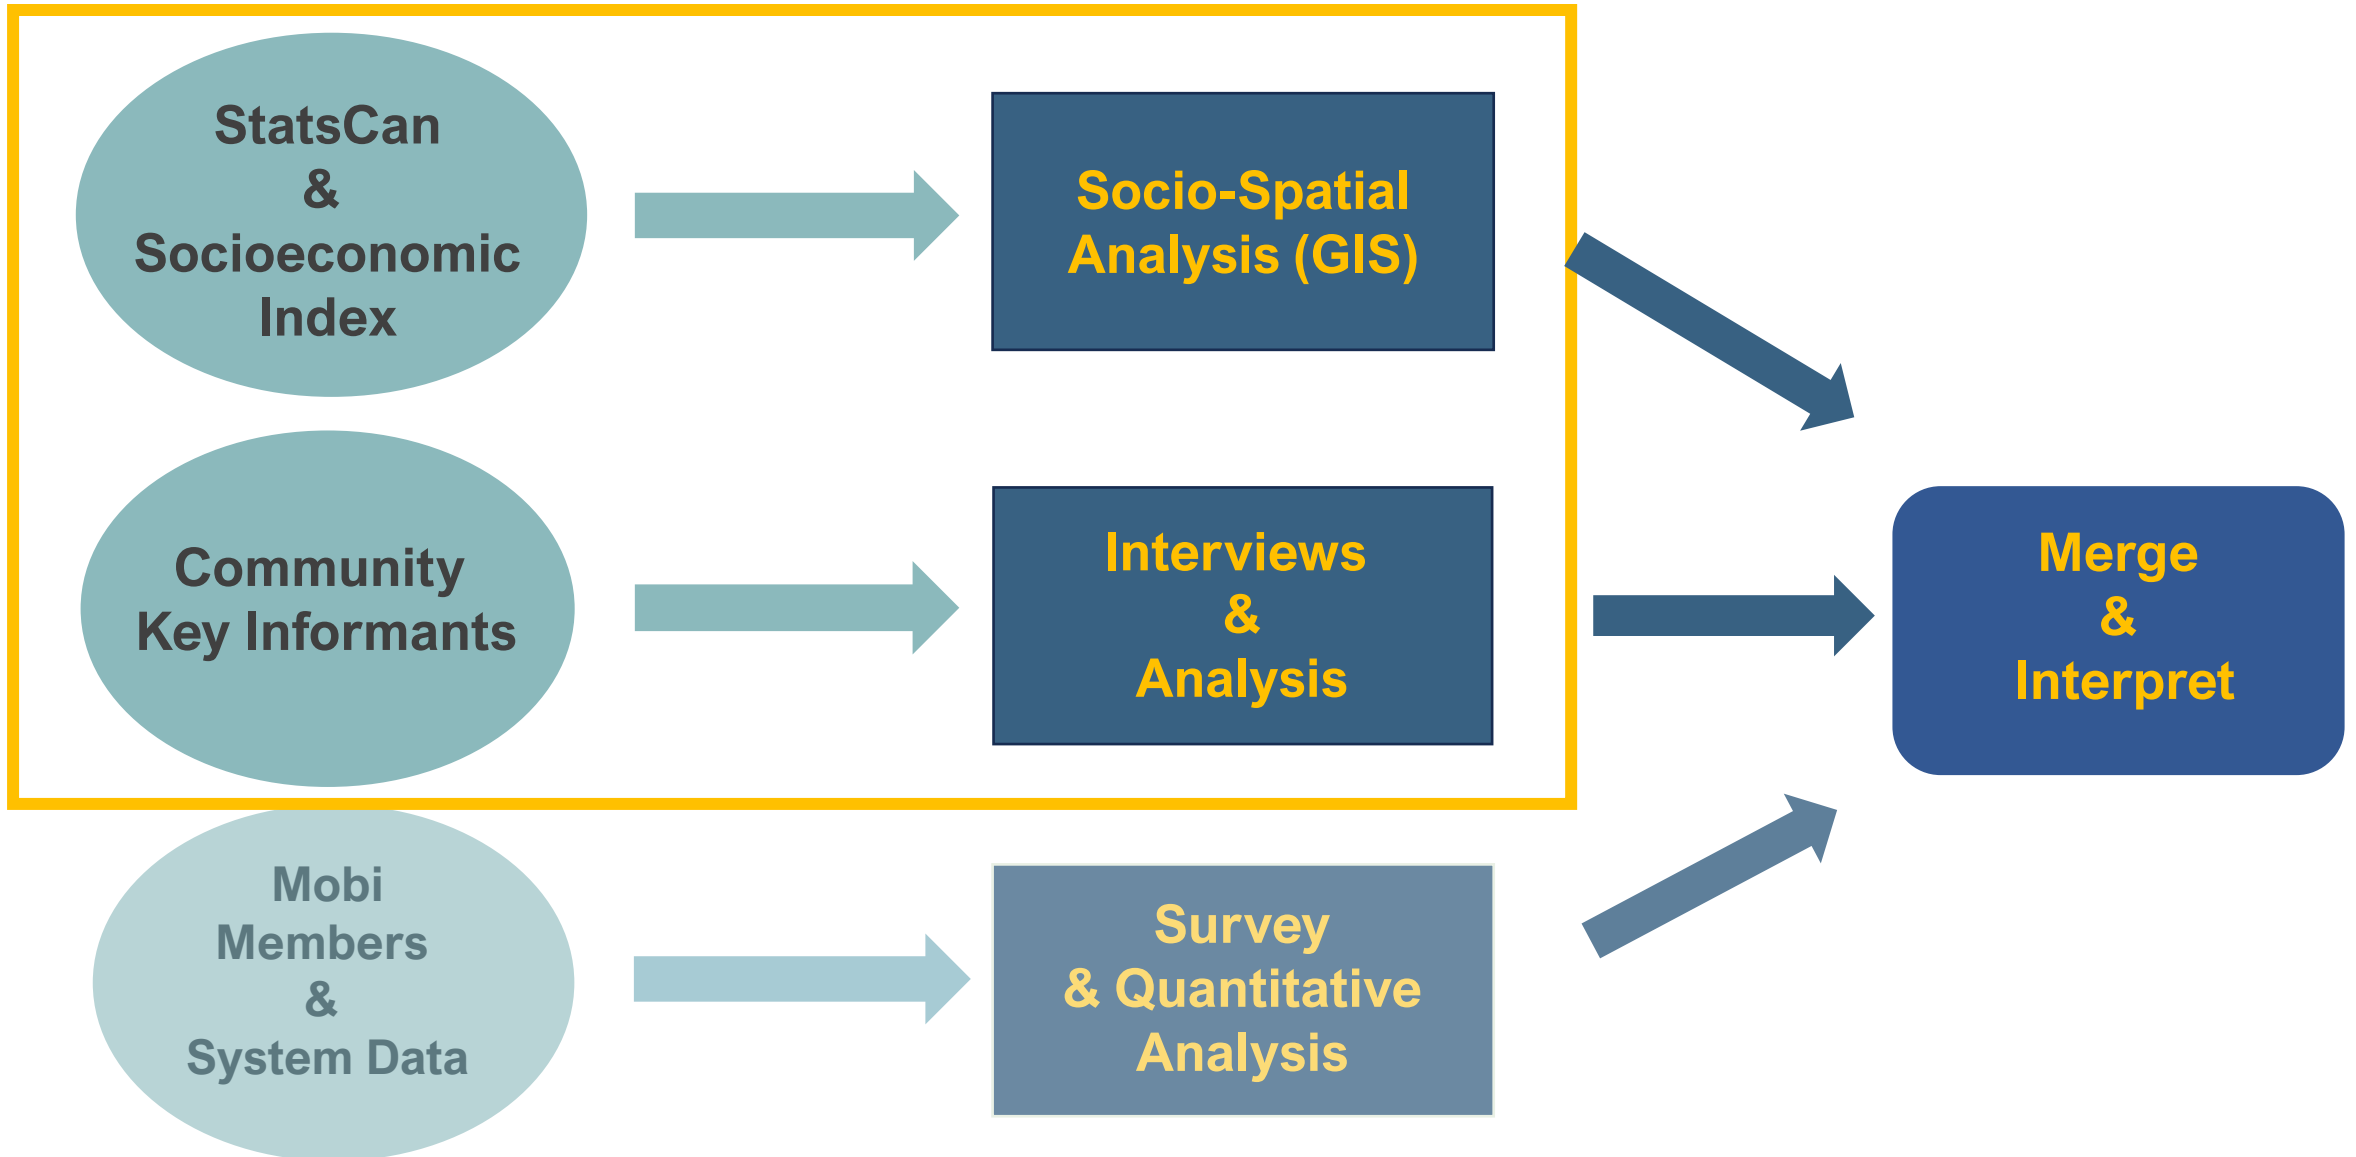 StatsCan
&
Socioeconomic
Index
Socio-Spatial
Analysis (GIS)
Community
Key Informants
Interviews
&
Analysis
Merge
&
Interpret
Mobi
Members
&
System Data
Survey
& Quantitative
Analysis